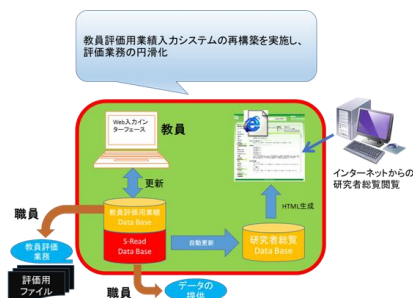 教員評価用業績入力システムの再構築を実施し、
評価業務の円滑化
Web入力イン
ターフェース
教員
更新
インターネットからの
研究者総覧閲覧
HTML生成
職員
教員評価用業績
Data Base
教員評価
業務
S-Read
Data Base
自動更新
研究者総覧
Data Base
評価用
ファイル
職員
データの
提供